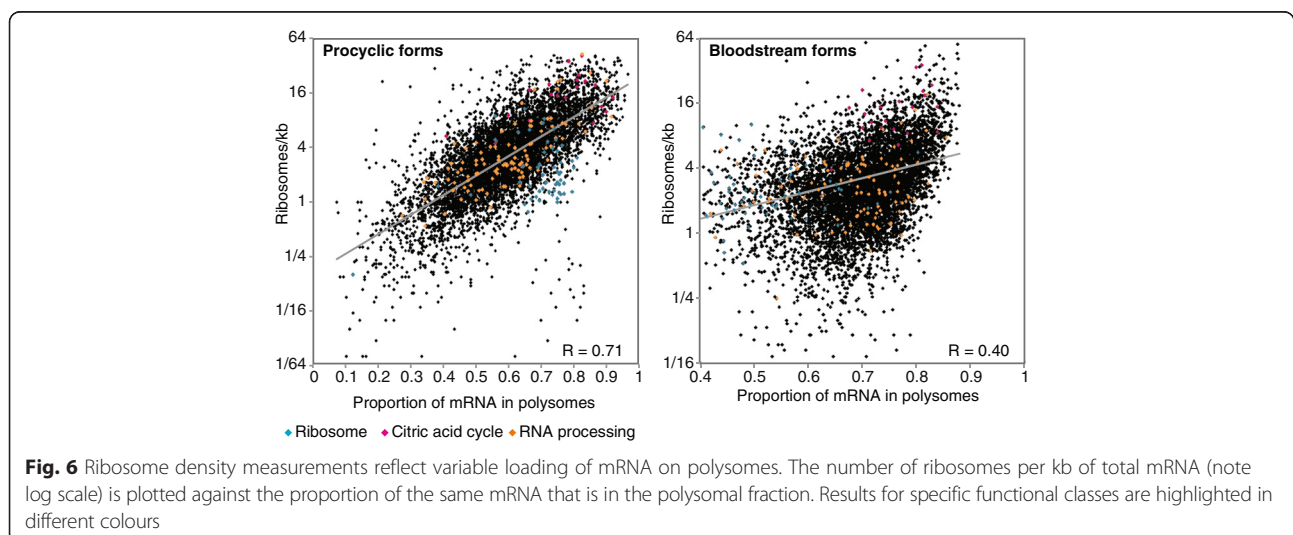 Procyclic forms
Bloodstream forms
64
16
4
1
1/4
1/16
1/64
Ribosomes/kb
R = 0.71
0 0.1 0.2 0.3 0.4 0.5 0.6 0.7 0.8 0.9 1
Proportion of mRNA in polysomes
64
16
4
1
1/4
1/16
Ribosomes/kb
R = 0.40
0.4 0.5 0.6 0.7 0.8 0.9 1
Proportion of mRNA in polysomes
Ribosome Citric acid cycle RNA processing
Fig. 6 Ribosome density measurements reflect variable loading of mRNA on polysomes. The number of ribosomes per kb of total mRNA (note
log scale) is plotted against the proportion of the same mRNA that is in the polysomal fraction. Results for specific functional classes are highlighted in
different colours